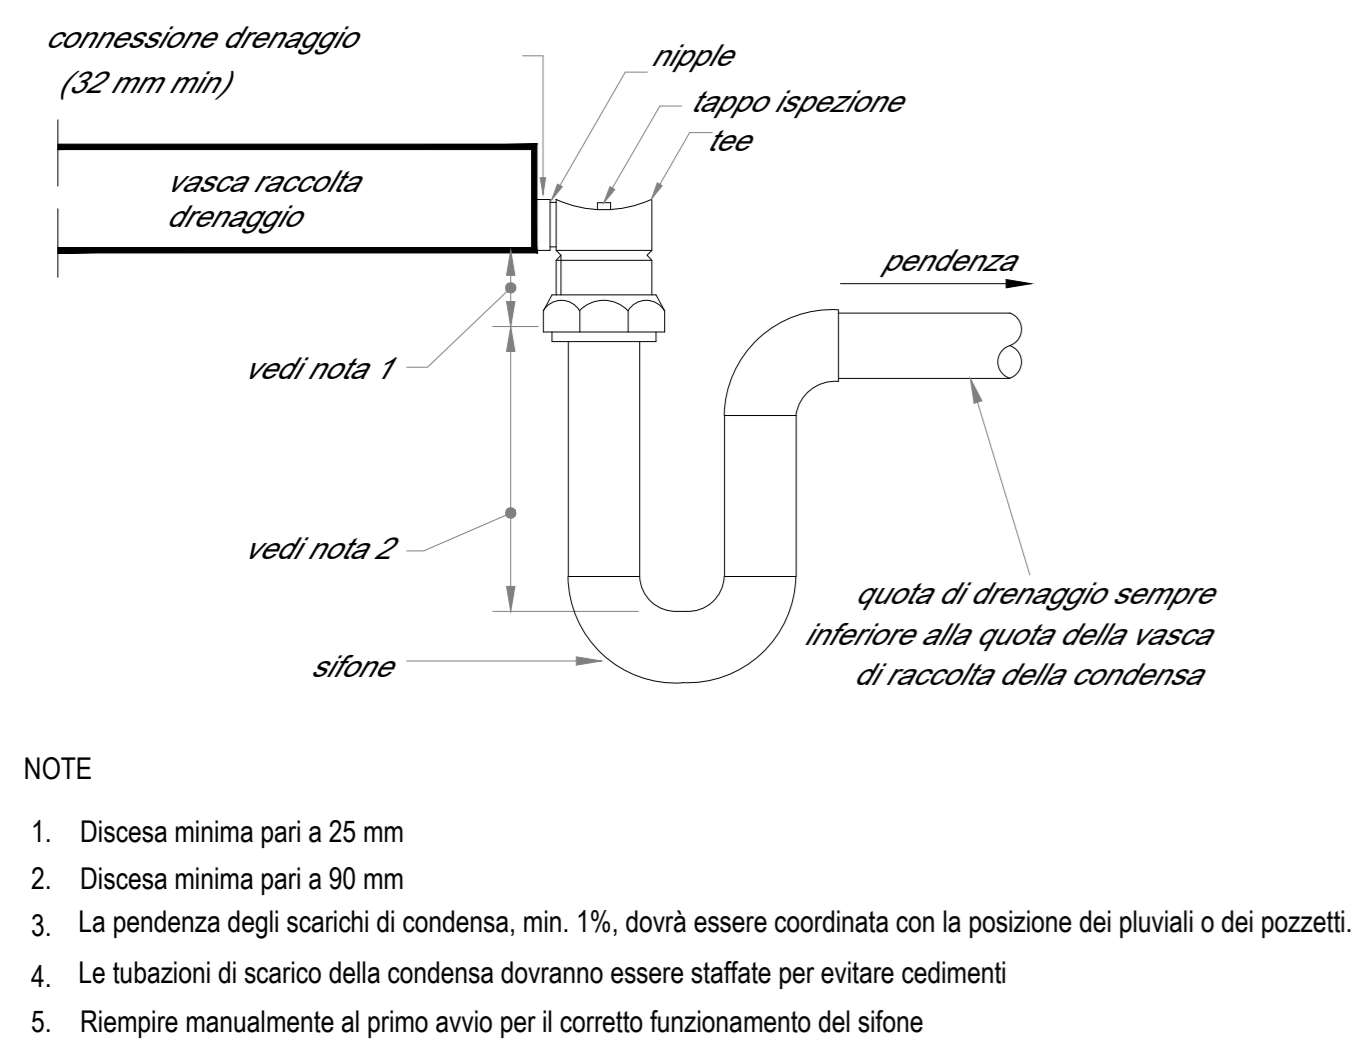 connessione drenaggio
(32 mm min)
nipple
tappo ispezione
tee
vasca raccolta
drenaggio
pendenza
vedi nota 1
vedi nota 2
quota di drenaggio sempre
inferiore alla quota della vasca
di raccolta della condensa
sifone
NOTE
1. Discesa minima pari a 25 mm
2. Discesa minima pari a 90 mm
3. La pendenza degli scarichi di condensa, min. 1%, dovrà essere coordinata con la posizione dei pluviali o dei pozzetti.
4. Le tubazioni di scarico della condensa dovranno essere staffate per evitare cedimenti
5. Riempire manualmente al primo avvio per il corretto funzionamento del sifone